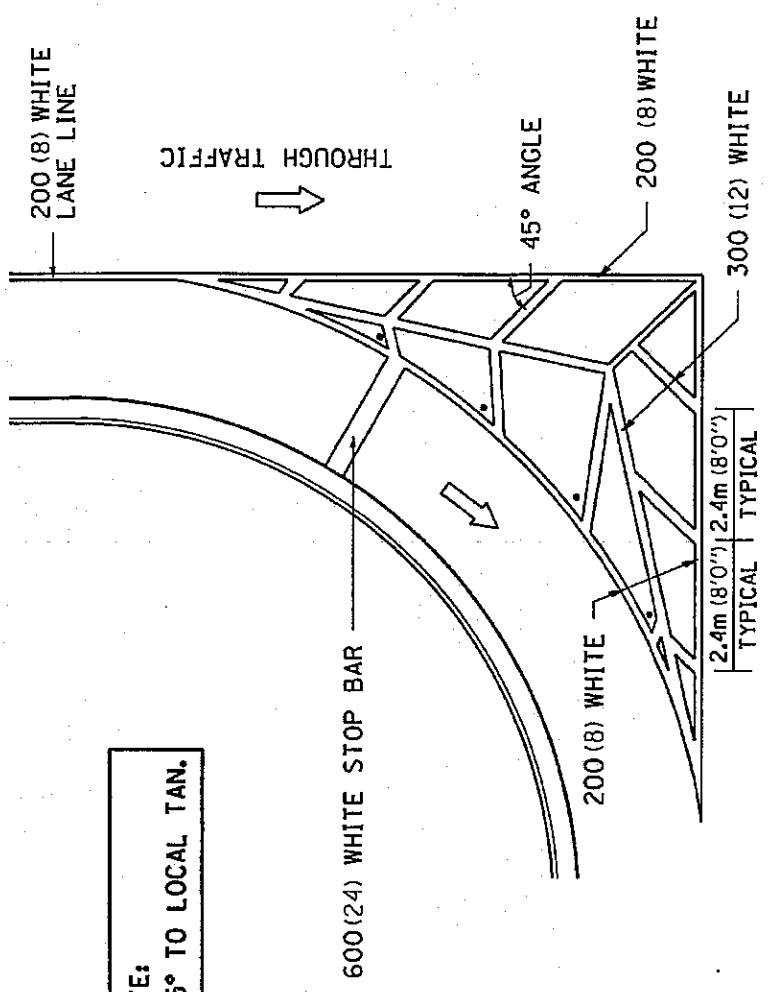 200 (8) WHITE
LANE LINE
THROUGH TRAFFIC
45° ANGLE
200 (8) WHITE
300 (12) WHITE
TE:
5° TO LOCAL TAN.
600(24) WHITE STOP BAR
200 (8) WHITE
2.4m (8'0")
TYPICAL
2.4m (8'0")
TYPICAL